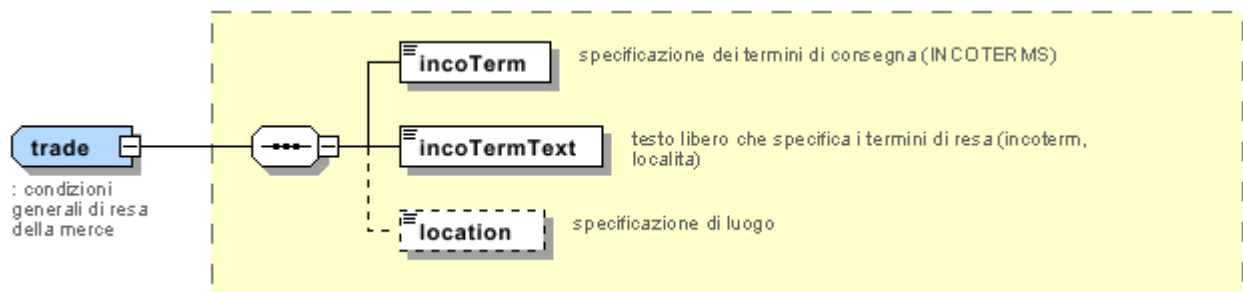 incoTerm
specificazione dei termini di consegna (INCOTERMS)
trade
: condizioni
generali di resa
della merce
incoTermText
testo libero che specifica i termini di resa (incoterm,
localita)
location
specificazione di luogo